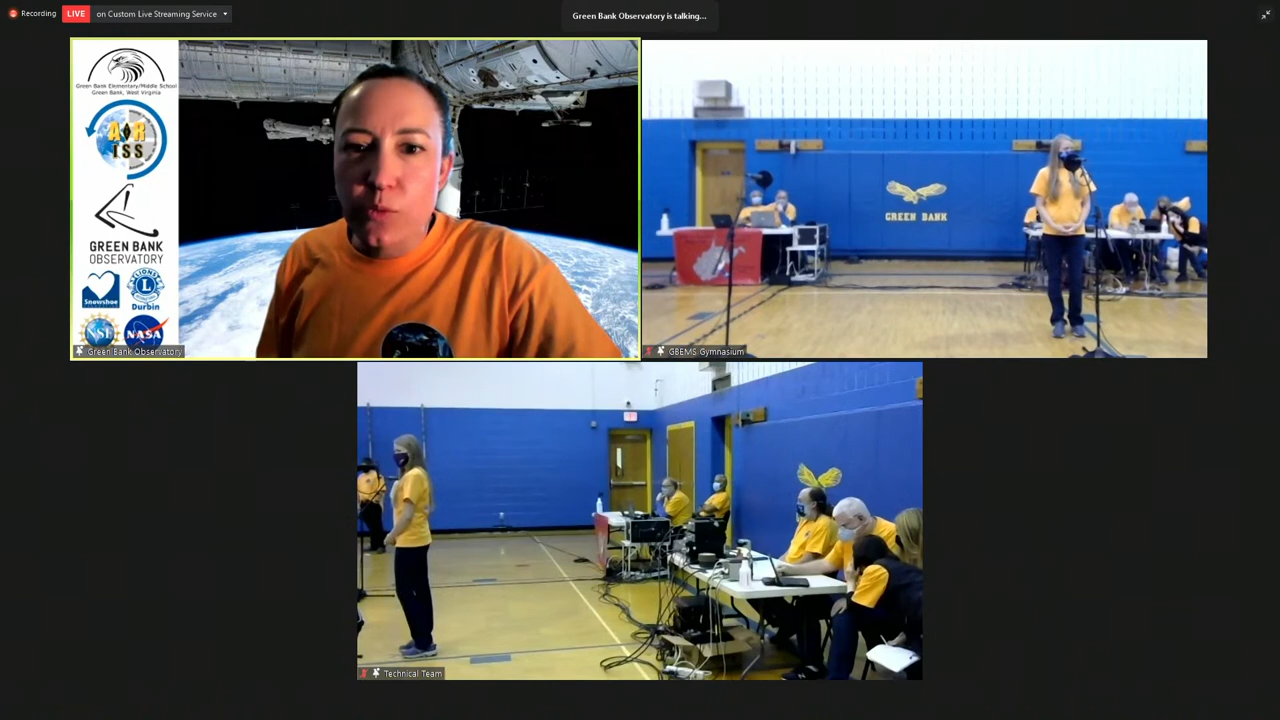 Recording
LIVE
on Custom Live Streaming Service
Green Bank Observatory is talking...
Green Bank Elementary/Middle School
Green Bank, West Virginia
ARISS
GREEN BANK
OBSERVATORY
Snowshoe
LIONS
L
Durbin
NSF
NASA
Green Bank Observatory
GREEN BANK
GBEMS Gymnasium
Technical Team